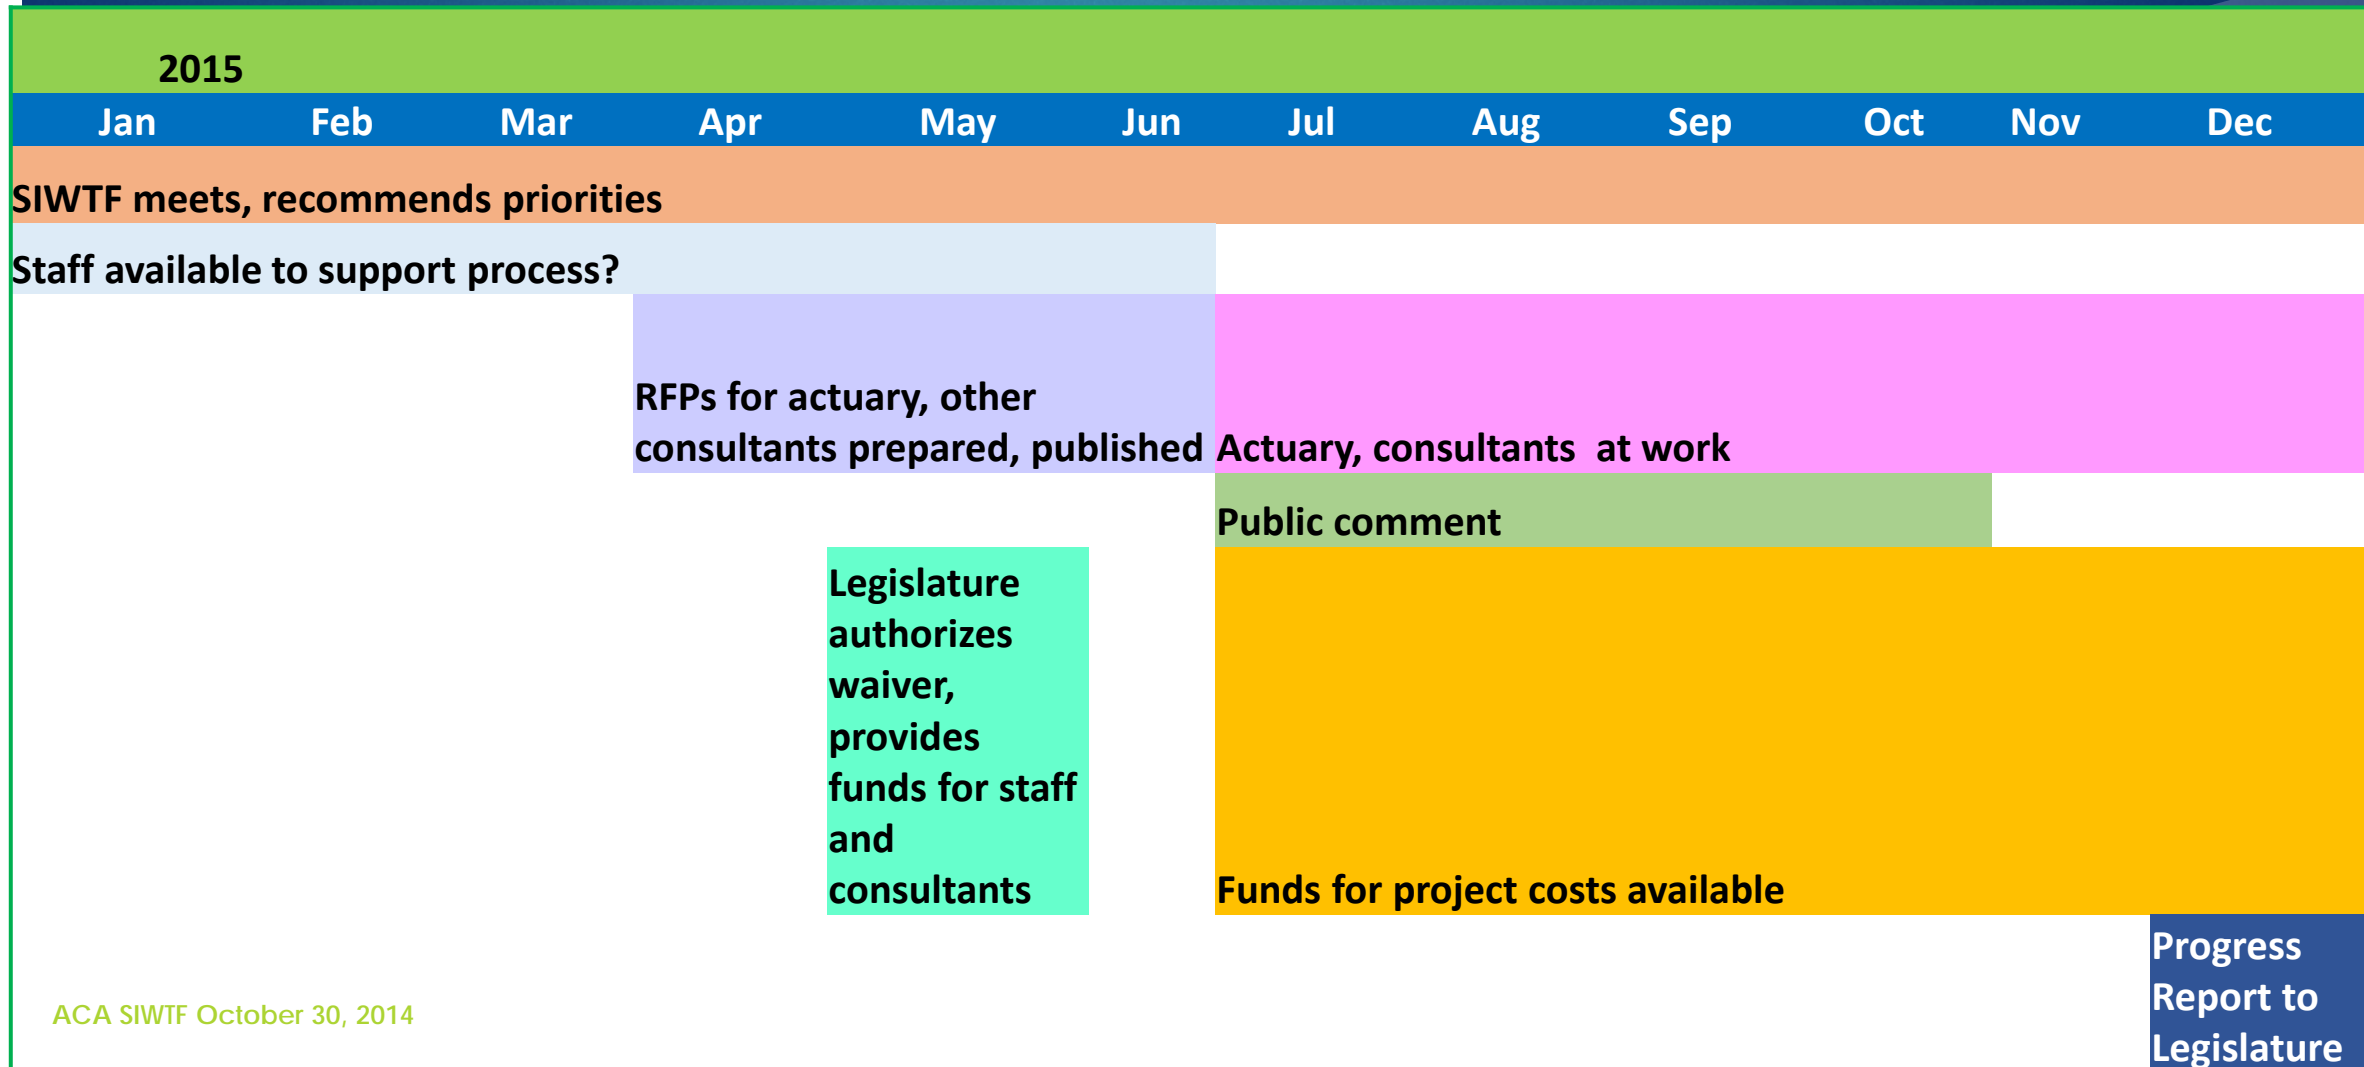 2015
Jan Feb Mar Apr May Jun Jul Aug Sep Oct Nov Dec
SIWTF meets, recommends priorities
Staff available to support process?
RFPs for actuary, other
consultants prepared, published
Actuary, consultants at work
Public comment
Legislature
authorizes
waiver,
provides
funds for staff
and
consultants
Funds for project costs available
Progress
Report to
Legislature
ACA SIWTF October 30, 2014